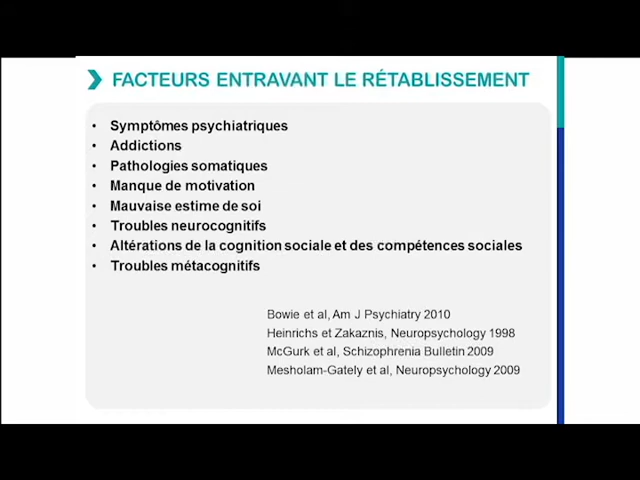 FACTEURS ENTRAVANT LE RÉTABLISSEMENT
• Symptômes psychiatriques
• Addictions
• Pathologies somatiques
• Manque de motivation
• Mauvaise estime de soi
• Troubles neurocognitifs
• Altérations de la cognition sociale et des compétences sociales
• Troubles métacognitifs
Bowie et al, Am J Psychiatry 2010
Heinrichs et Zakaznis, Neuropsychology 1998
McGurk et al, Schizophrenia Bulletin 2009
Mesholam-Gately et al, Neuropsychology 2009